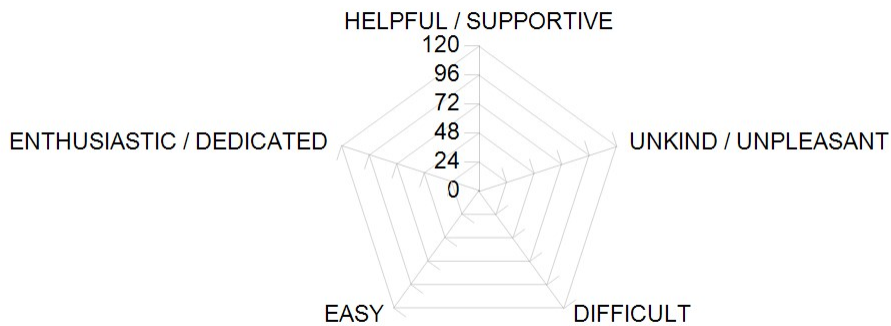 HELPFUL / SUPPORTIVE
120
96
72
48
24
0
ENTHUSIASTIC / DEDICATED
UNKIND / UNPLEASANT
EASY
DIFFICULT